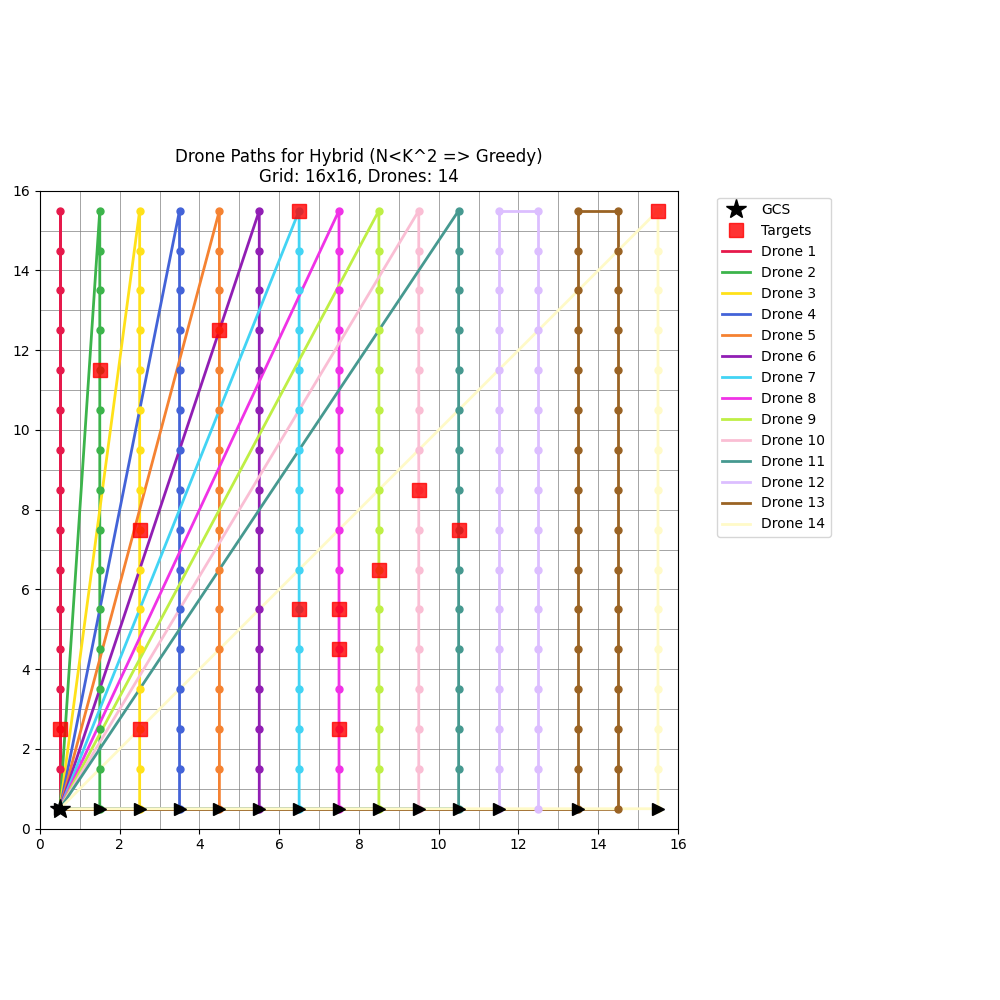 Drone Paths for Hybrid (N<K^2 => Greedy)
Grid: 16x16, Drones: 14
16
14
12
10
8
6
4
2
0
0 2 4 6 8 10 12 14 16
GCS
Targets
Drone 1
Drone 2
Drone 3
Drone 4
Drone 5
Drone 6
Drone 7
Drone 8
Drone 9
Drone 10
Drone 11
Drone 12
Drone 13
Drone 14